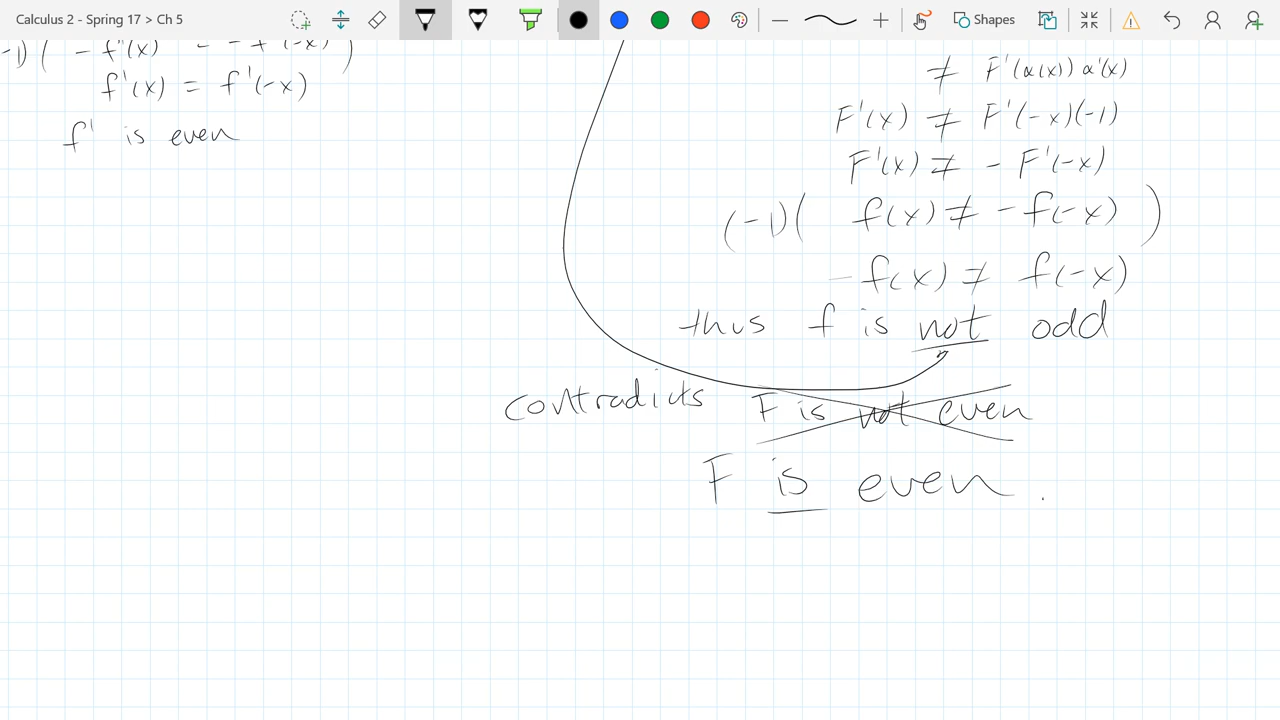 Calculus 2 - Spring 17 > Ch 5
Shapes
-1)( - f'(x) = - f'(-x) )
f'(x) = f'(-x)
f' is even
≠ F'(α(x)) α'(x)
F'(x) ≠ F'(-x)(-1)
F'(x) ≠ - F'(-x)
(-1)( f(x) ≠ - f(-x) )
- f(x) ≠ f(-x)
thus f is not odd
contradicts F is not even
F is even.